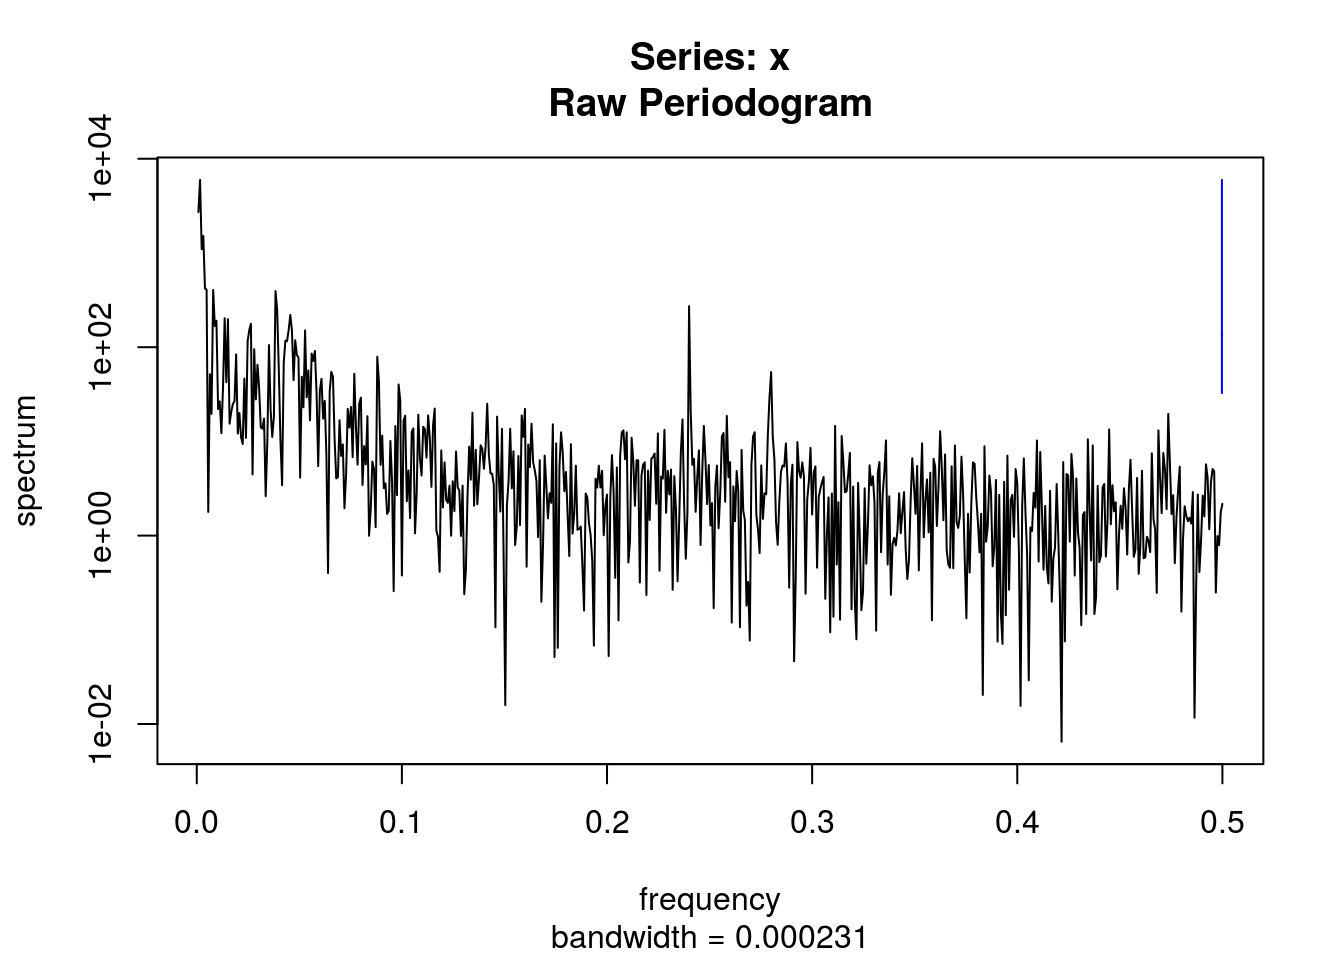 Series: x
Raw Periodogram
1e+04
1e+02
1e+00
1e-02
spectrum
0.0 0.1 0.2 0.3 0.4 0.5
frequency
bandwidth = 0.000231